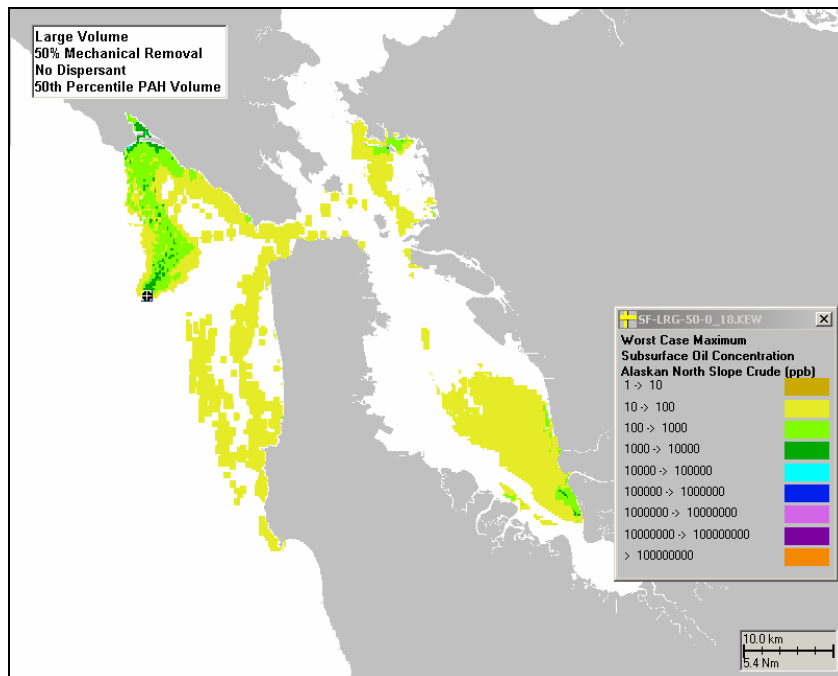 Large Volume
50% Mechanical Removal
No Dispersant
50th Percentile PAH Volume
SF-LRG-50-0_18.KEW
Worst Case Maximum
Subsurface Oil Concentration
Alaskan North Slope Crude (ppb)
1 -> 10
10 -> 100
100 -> 1000
1000 -> 10000
10000 -> 100000
100000 -> 1000000
1000000 -> 10000000
10000000 -> 100000000
> 100000000
10.0 km
5.4 Nm